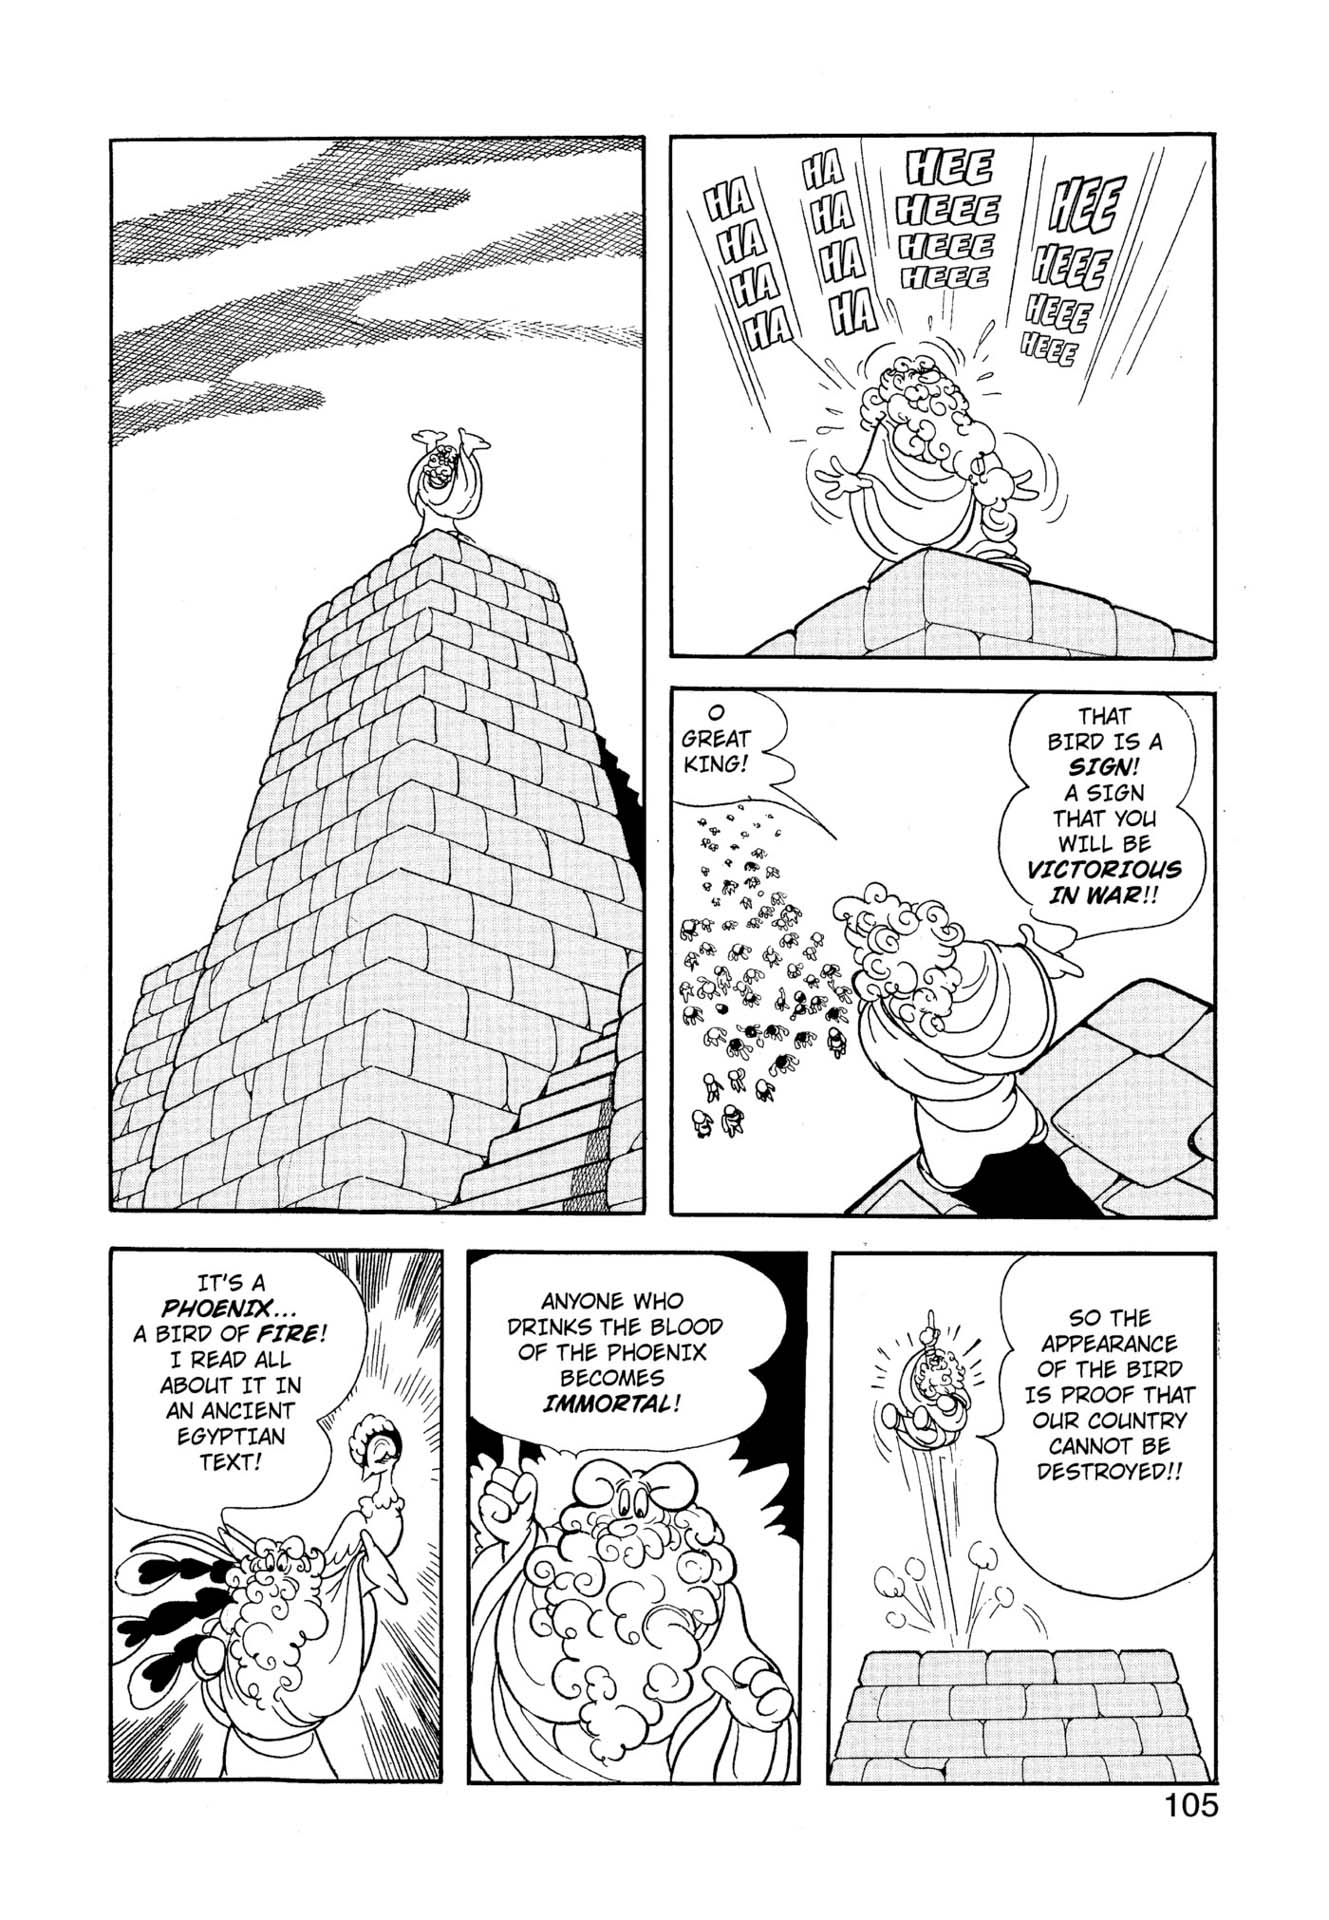 HA
HA
HA
HA
HA
HA
HA
HA
HEE
HEEE
HEEE
HEEE
HEE
HEEE
HEEE
HEEE
O
GREAT
KING!
THAT
BIRD IS A
SIGN!
A SIGN
THAT YOU
WILL BE
VICTORIOUS
IN WAR!!
IT'S A
PHOENIX...
A BIRD OF FIRE!
I READ ALL
ABOUT IT IN
AN ANCIENT
EGYPTIAN
TEXT!
ANYONE WHO
DRINKS THE BLOOD
OF THE PHOENIX
BECOMES
IMMORTAL!
SO THE
APPEARANCE
OF THE BIRD
IS PROOF THAT
OUR COUNTRY
CANNOT BE
DESTROYED!!
105